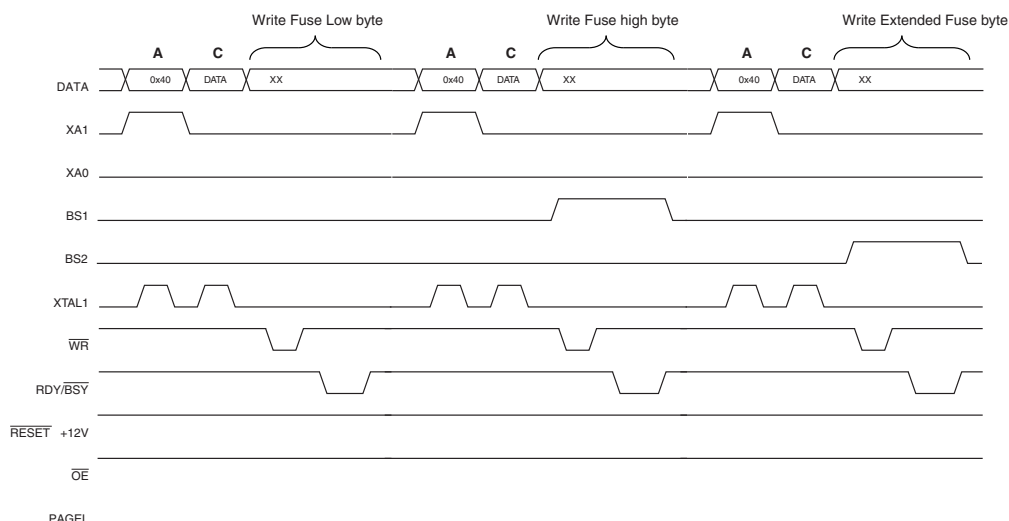 Write Fuse Low byte Write Fuse high byte Write Extended Fuse byte
A C A C A C
DATA 0x40 DATA XX 0x40 DATA XX 0x40 DATA XX
XA1
XA0
BS1
BS2
XTAL1
WR
RDY/BSY
RESET +12V
OE
PAGEL